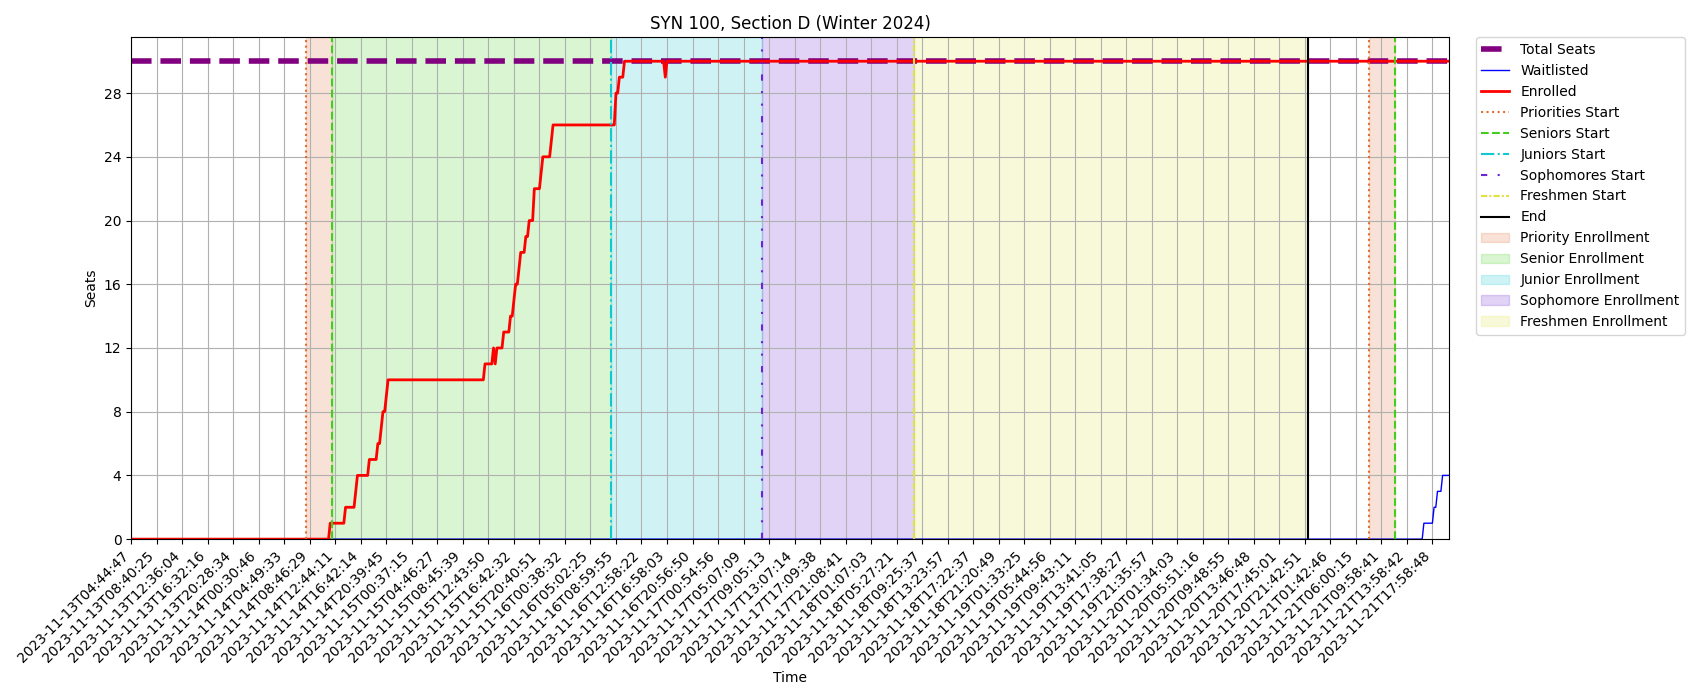 SYN 100, Section D (Winter 2024)
Seats
28
24
20
16
12
8
4
0
2023-11-13T04:44:47
2023-11-13T08:40:25
2023-11-13T12:36:04
2023-11-13T16:32:16
2023-11-13T20:28:34
2023-11-14T00:30:46
2023-11-14T04:49:33
2023-11-14T08:46:29
2023-11-14T12:44:11
2023-11-14T16:42:14
2023-11-14T20:39:45
2023-11-15T00:37:15
2023-11-15T04:46:27
2023-11-15T08:45:39
2023-11-15T12:43:50
2023-11-15T16:42:32
2023-11-15T20:40:51
2023-11-16T00:38:32
2023-11-16T05:02:25
2023-11-16T08:59:55
2023-11-16T12:58:22
2023-11-16T16:58:03
2023-11-16T20:56:50
2023-11-17T00:54:56
2023-11-17T05:07:09
2023-11-17T09:05:13
2023-11-17T13:07:14
2023-11-17T17:09:38
2023-11-17T21:08:41
2023-11-18T01:07:03
2023-11-18T05:27:21
2023-11-18T09:25:37
2023-11-18T13:23:57
2023-11-18T17:22:37
2023-11-18T21:20:49
2023-11-19T01:33:25
2023-11-19T05:44:56
2023-11-19T09:43:11
2023-11-19T13:41:05
2023-11-19T17:38:27
2023-11-19T21:35:57
2023-11-20T01:34:03
2023-11-20T05:51:16
2023-11-20T09:48:55
2023-11-20T13:46:48
2023-11-20T17:45:01
2023-11-20T21:42:51
2023-11-21T01:42:46
2023-11-21T06:00:15
2023-11-21T09:58:41
2023-11-21T13:58:42
2023-11-21T17:58:48
Time
Total Seats
Waitlisted
Enrolled
Priorities Start
Seniors Start
Juniors Start
Sophomores Start
Freshmen Start
End
Priority Enrollment
Senior Enrollment
Junior Enrollment
Sophomore Enrollment
Freshmen Enrollment